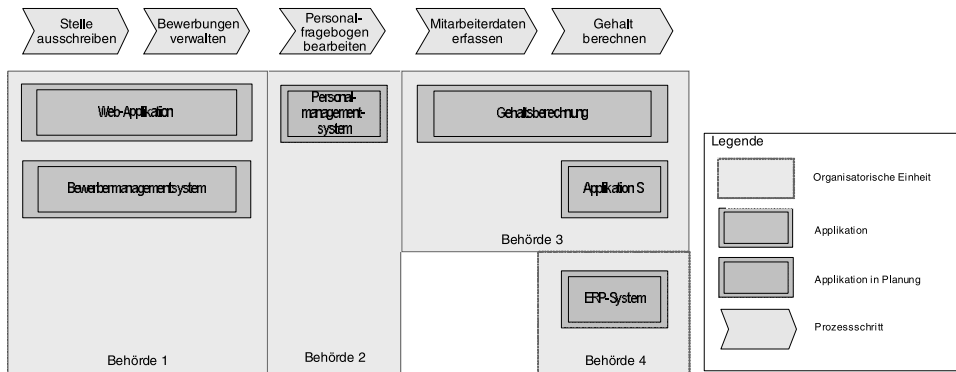 Stelle
ausschreiben
Bewerbungen
verwalten
Personal-
fragebogen
bearbeiten
Mitarbeiterdaten
erfassen
Gehalt
berechnen
Web-Applikation
Personal-
management-
system
Gehaltsberechnung
Bewerbermanagementsystem
Applikation S
Behörde 3
ERP-System
Behörde 1
Behörde 2
Behörde 4
Legende
Organisatorische Einheit
Applikation
Applikation in Planung
Prozessschritt